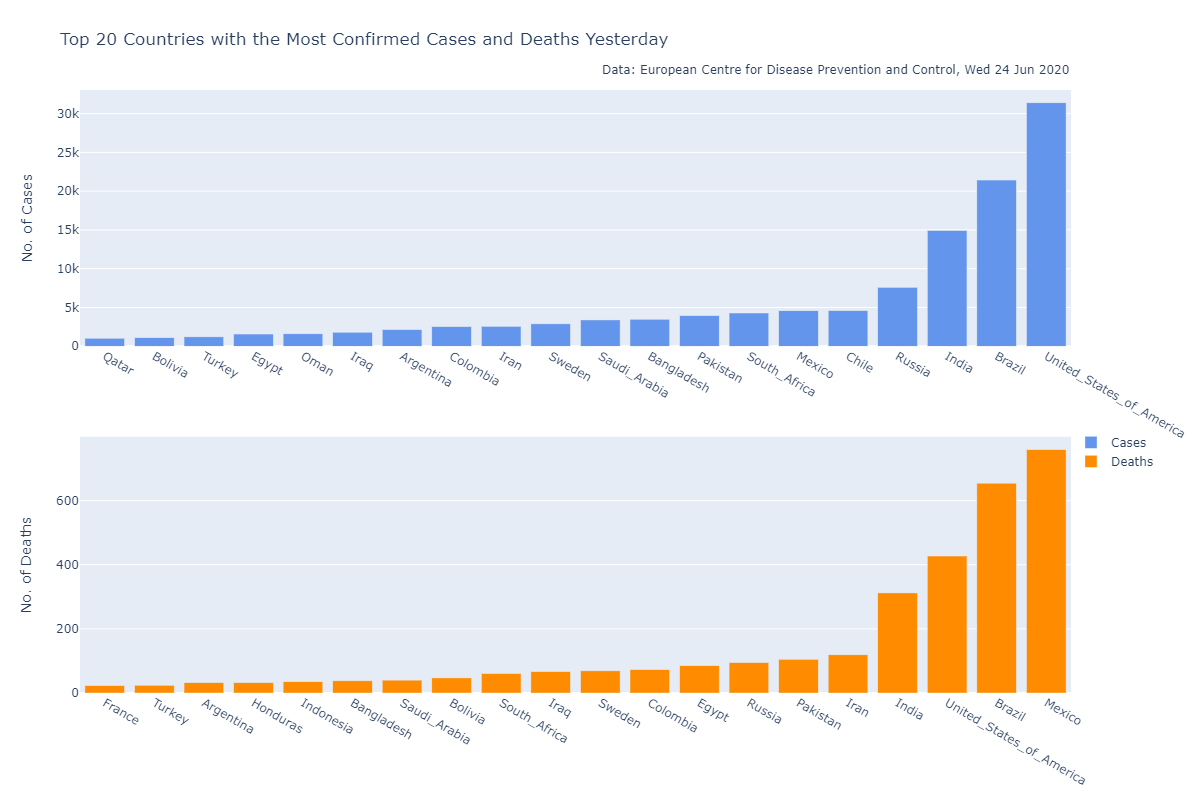 Top 20 Countries with the Most Confirmed Cases and Deaths Yesterday
Data: European Centre for Disease Prevention and Control, Wed 24 Jun 2020
No. of Cases
30k
25k
20k
15k
10k
5k
0
Qatar
Bolivia
Turkey
Egypt
Oman
Iraq
Argentina
Colombia
Iran
Sweden
Saudi_Arabia
Bangladesh
Pakistan
South_Africa
Mexico
Chile
Russia
India
Brazil
United_States_of_America
Cases
Deaths
No. of Deaths
600
400
200
0
France
Turkey
Argentina
Honduras
Indonesia
Bangladesh
Saudi_Arabia
Bolivia
South_Africa
Iraq
Sweden
Colombia
Egypt
Russia
Pakistan
Iran
India
United_States_of_America
Brazil
Mexico